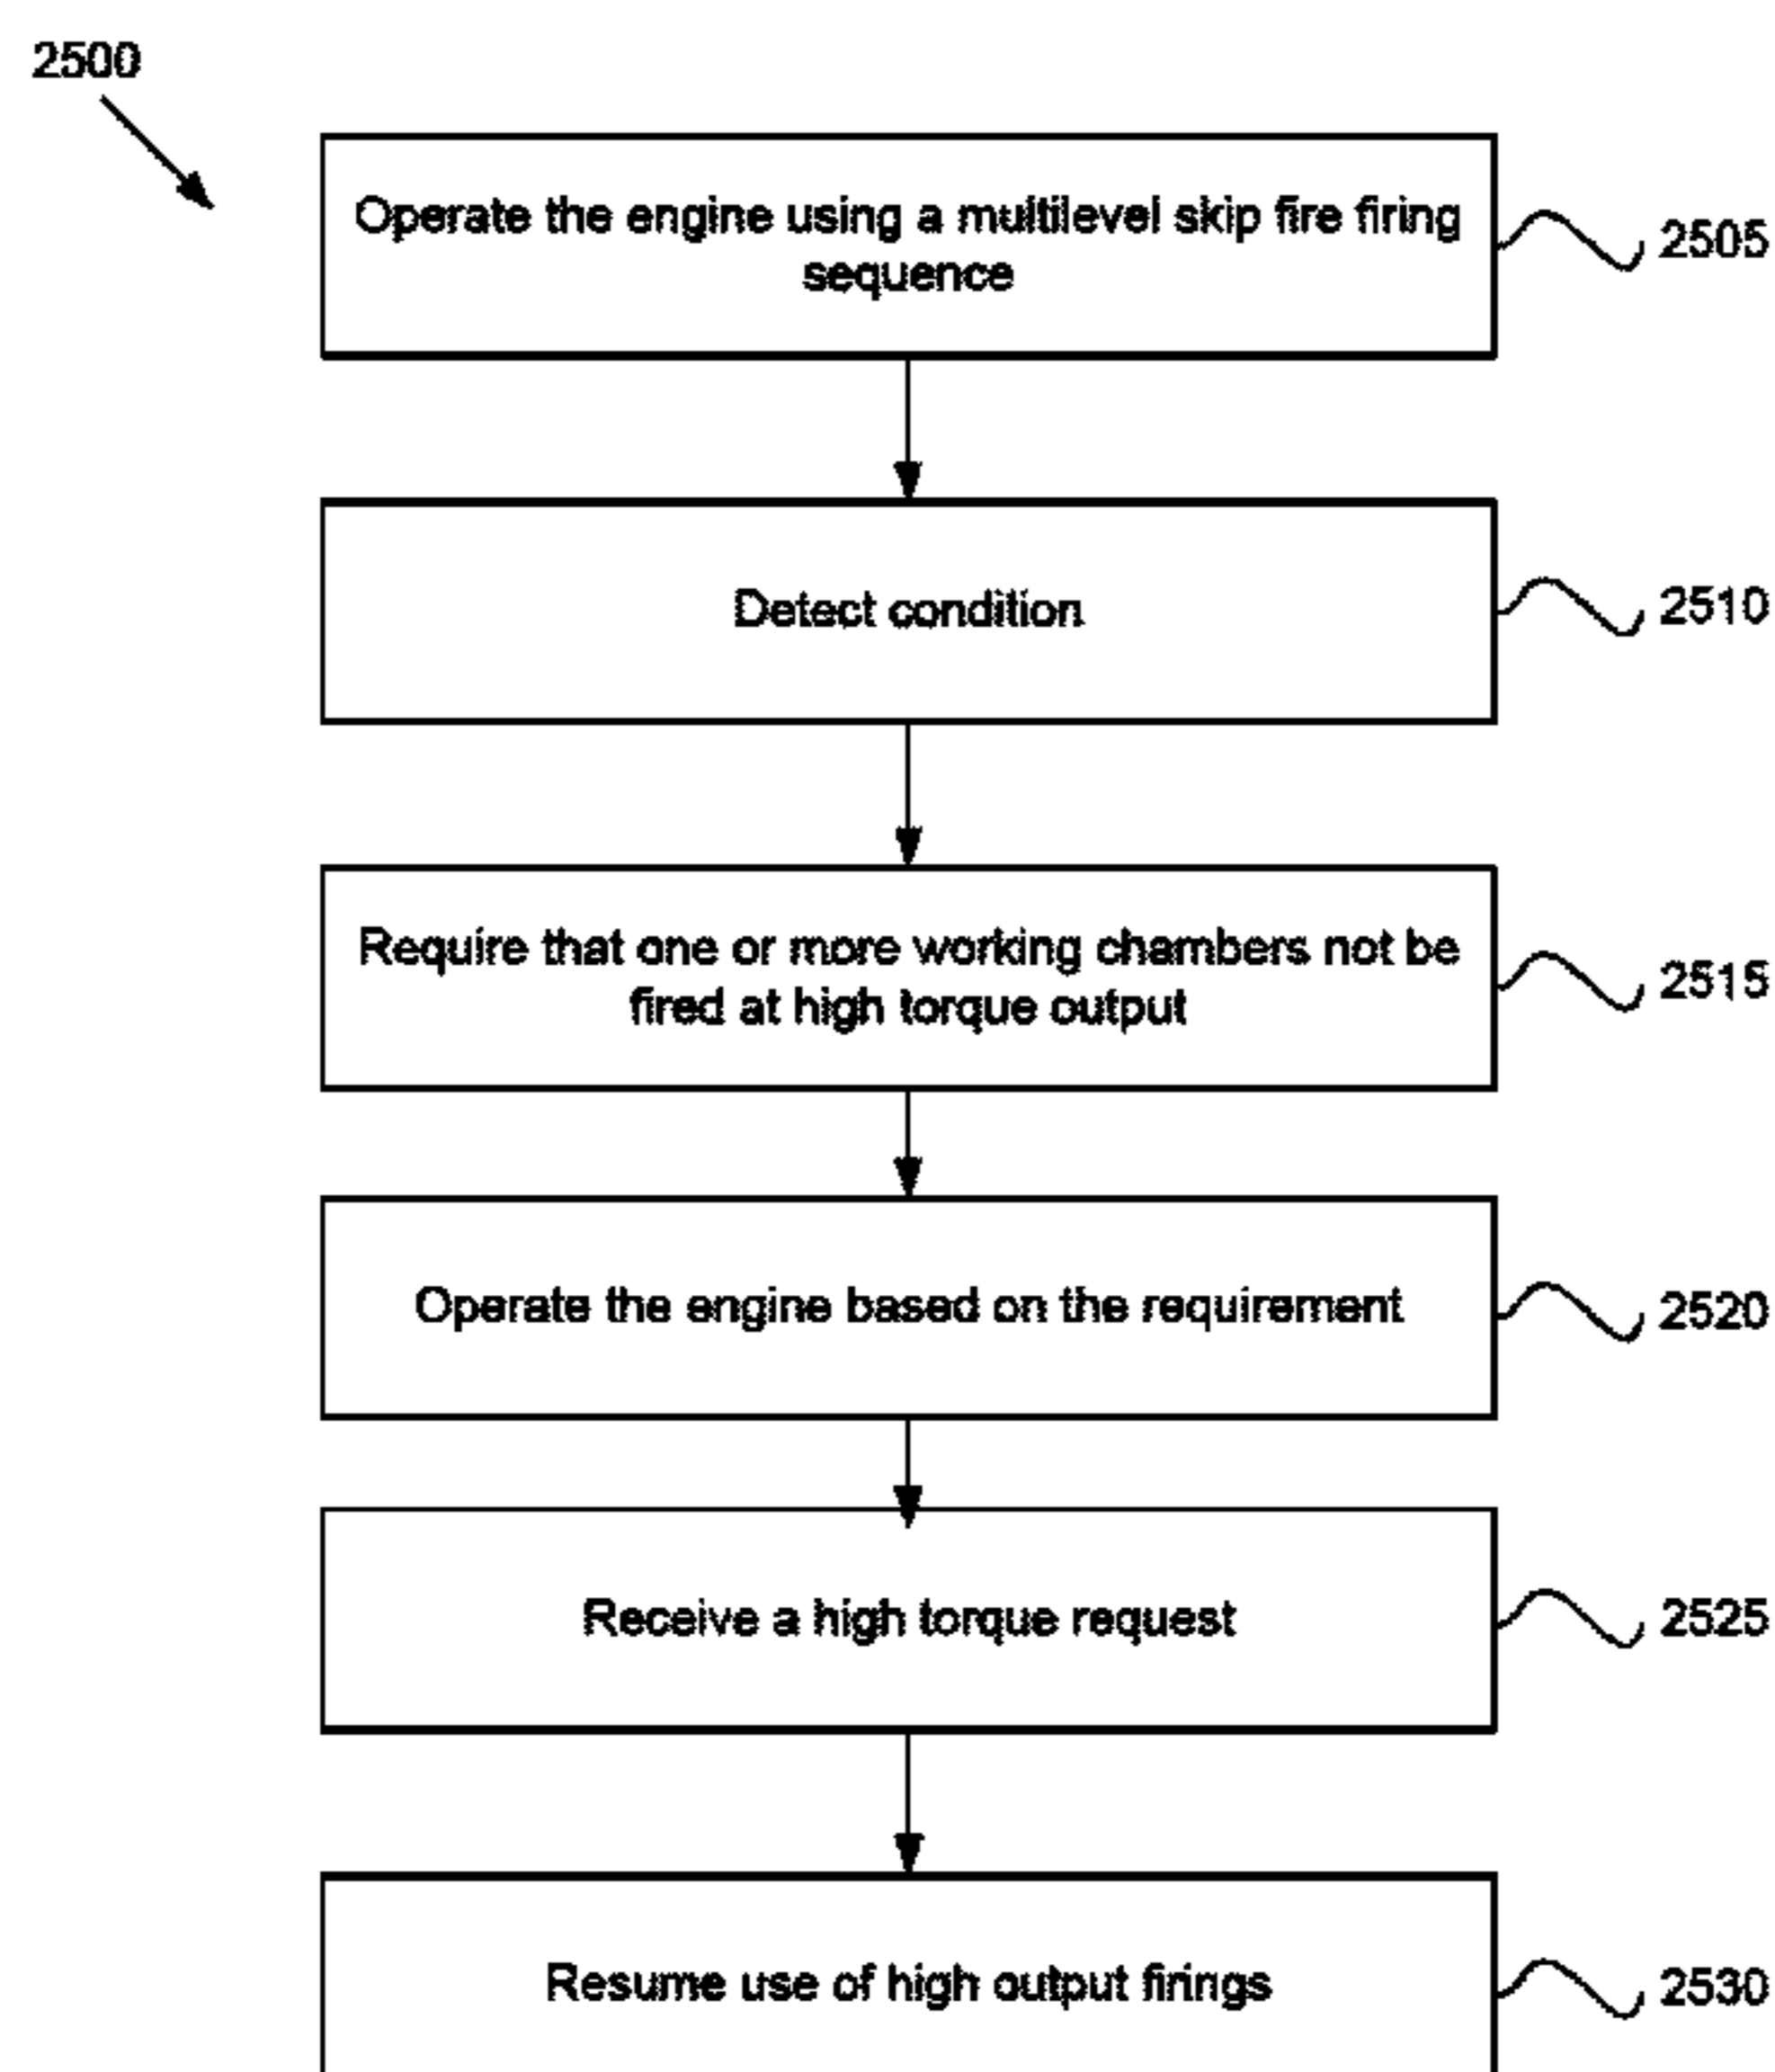 2500
Operate the engine using a multilevel skip fire firing
sequence
2505
Detect condition
2510
Require that one or more working chambers not be
fired at high torque output
2515
Operate the engine based on the requirement
2520
Receive a high torque request
2525
Resume use of high output firings
2530